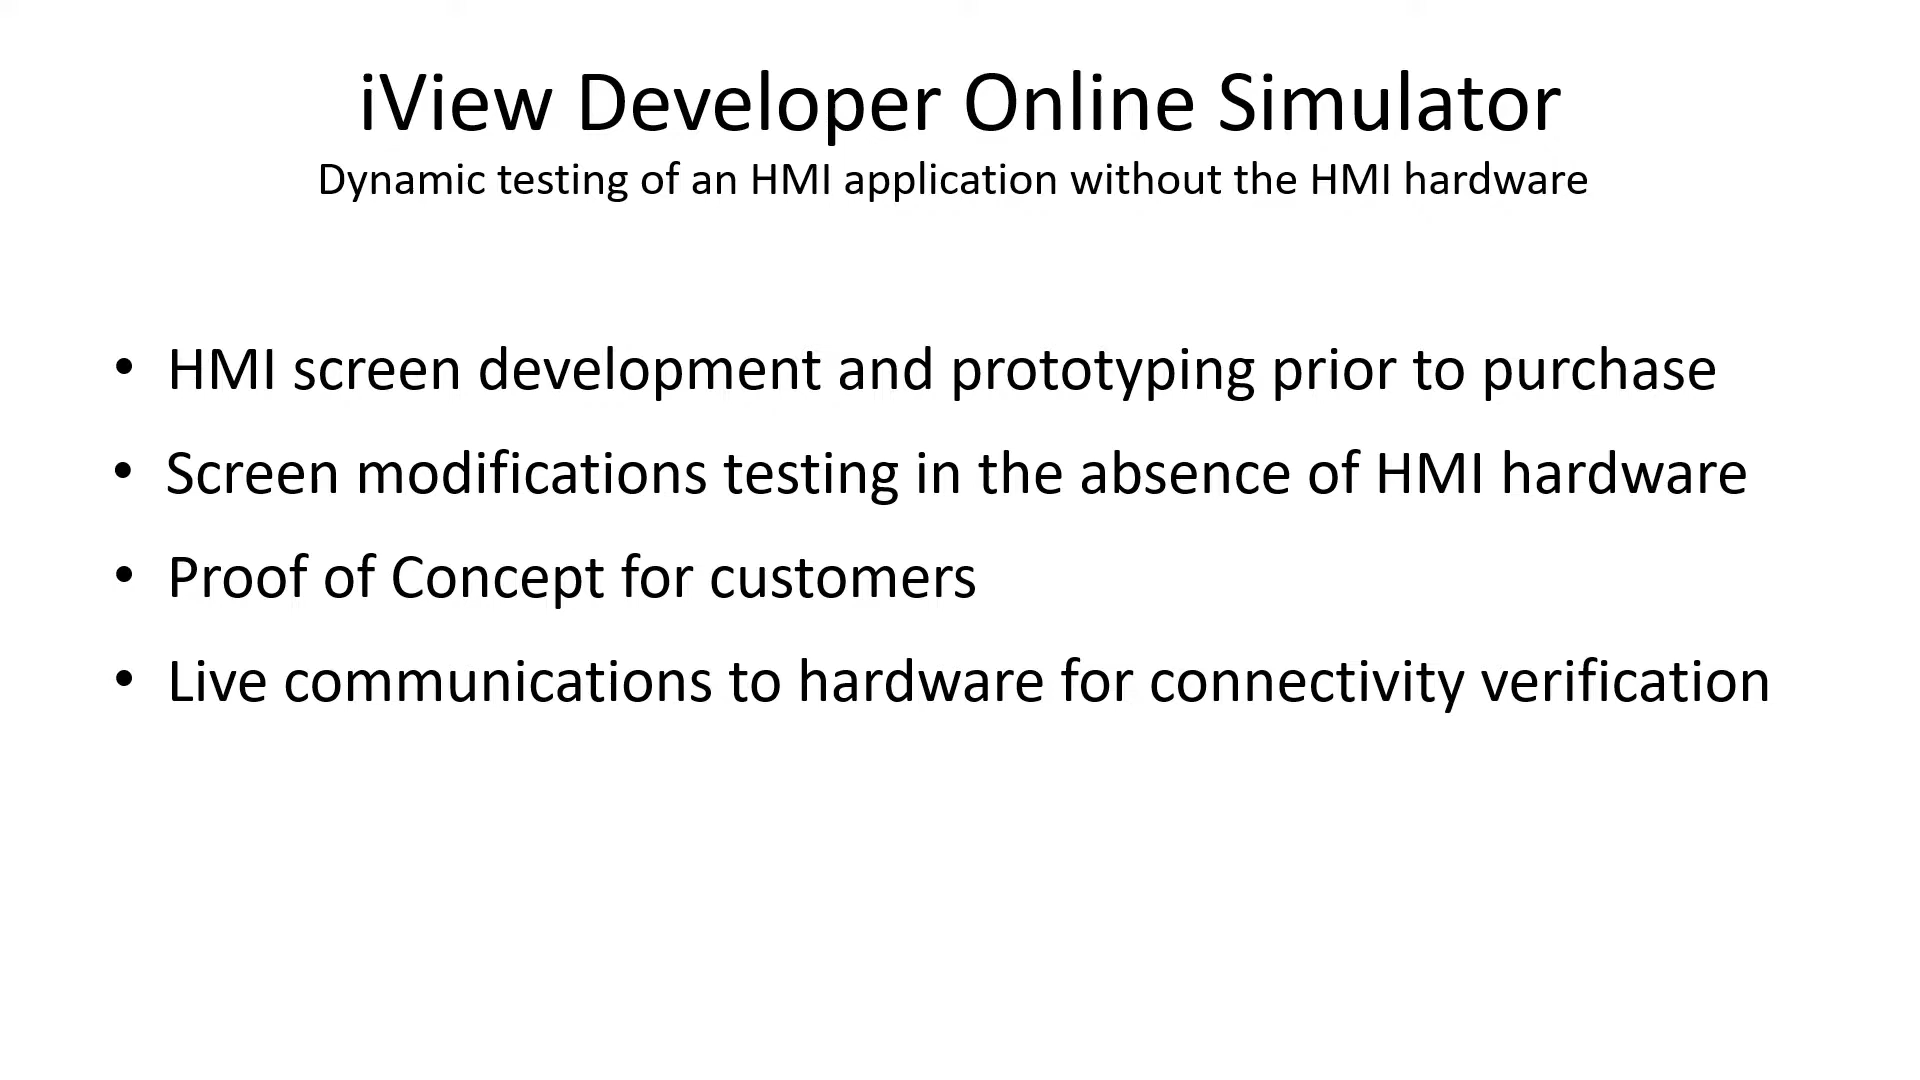 iView Developer Online Simulator
Dynamic testing of an HMI application without the HMI hardware
• HMI screen development and prototyping prior to purchase
• Screen modifications testing in the absence of HMI hardware
• Proof of Concept for customers
• Live communications to hardware for connectivity verification